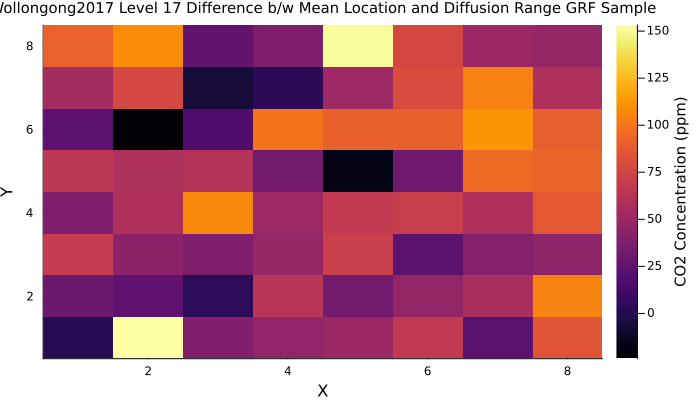 Wollongong2017 Level 17 Difference b/w Mean Location and Diffusion Range GRF Sample
8
6
4
2
Y
2 4 6 8
X
150
125
100
75
50
25
0
CO2 Concentration (ppm)